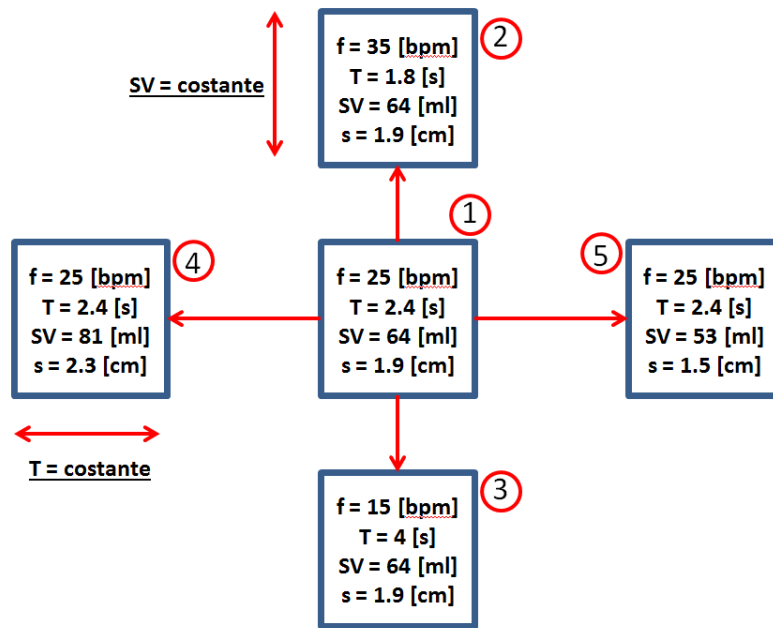 2
f = 35 [bpm]
T = 1.8 [s]
SV = 64 [ml]
s = 1.9 [cm]
SV = costante
1
4
f = 25 [bpm]
T = 2.4 [s]
SV = 81 [ml]
s = 2.3 [cm]
f = 25 [bpm]
T = 2.4 [s]
SV = 64 [ml]
s = 1.9 [cm]
5
f = 25 [bpm]
T = 2.4 [s]
SV = 53 [ml]
s = 1.5 [cm]
T = costante
3
f = 15 [bpm]
T = 4 [s]
SV = 64 [ml]
s = 1.9 [cm]